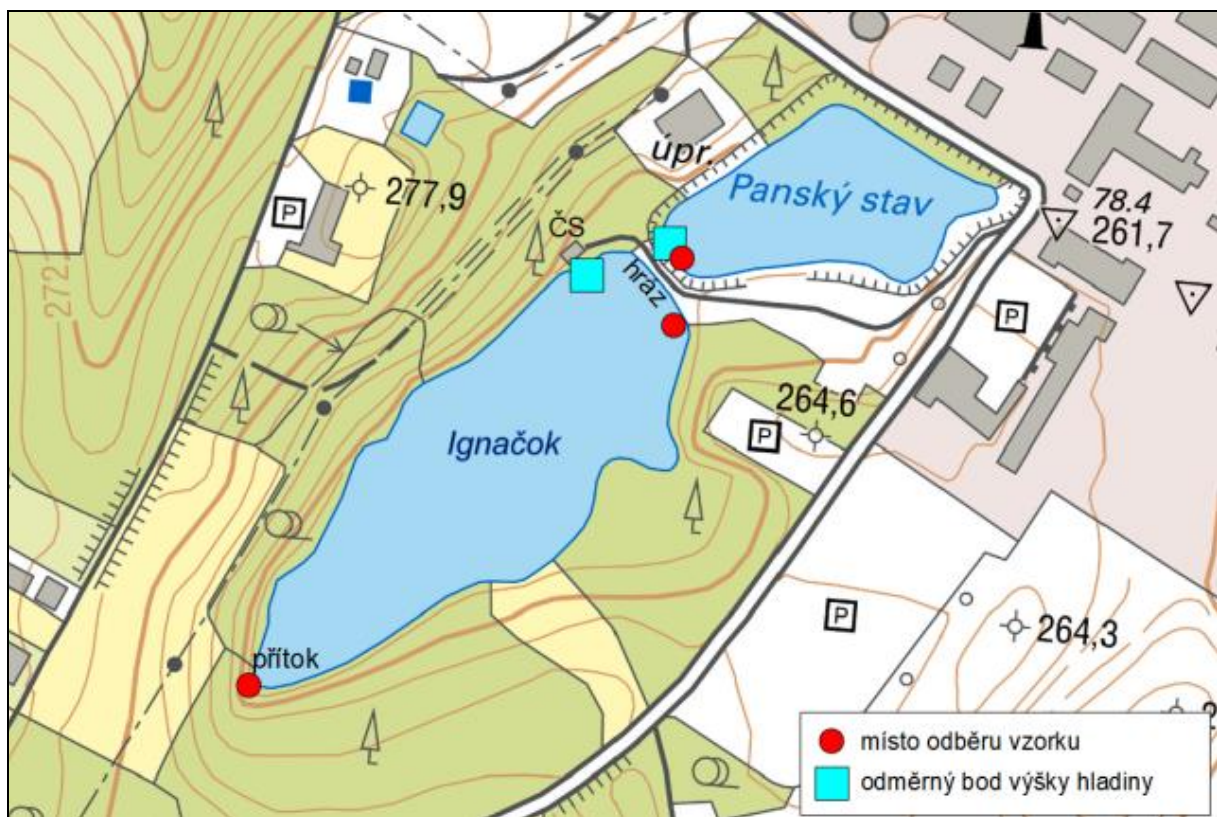 úpr.
Panský stav
277,9
P
ČS
78.4
261,7
hráz
272
P
264,6
P
Ignačok
P
264,3
přítok
2
místo odběru vzorku
odměrný bod výšky hladiny